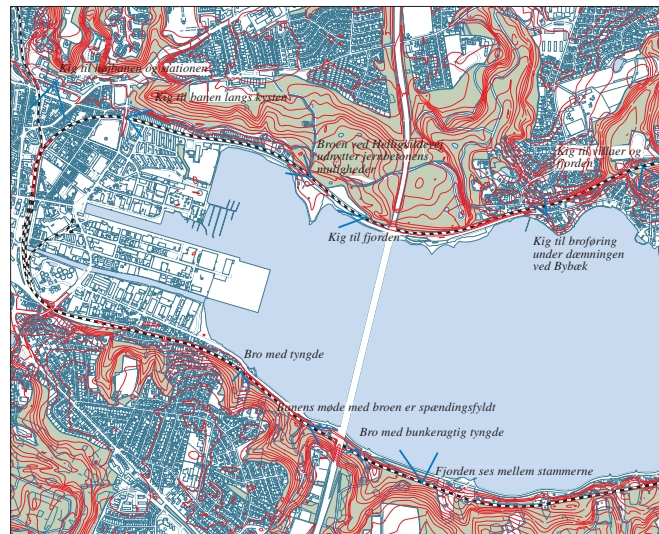 Kig til højbanen og stationen
Kig til banen langs kysten
Broen ved Helligkildevej
udnytter jernbetonens
muligheder
Kig til villaer og
fjorden
Kig til fjorden
Kig til broføring
under dæmningen
ved Bybæk
Bro med tyngde
Banens møde med broen er spændingsfyldt
Bro med bunkeragtig tyngde
Fjorden ses mellem stammerne